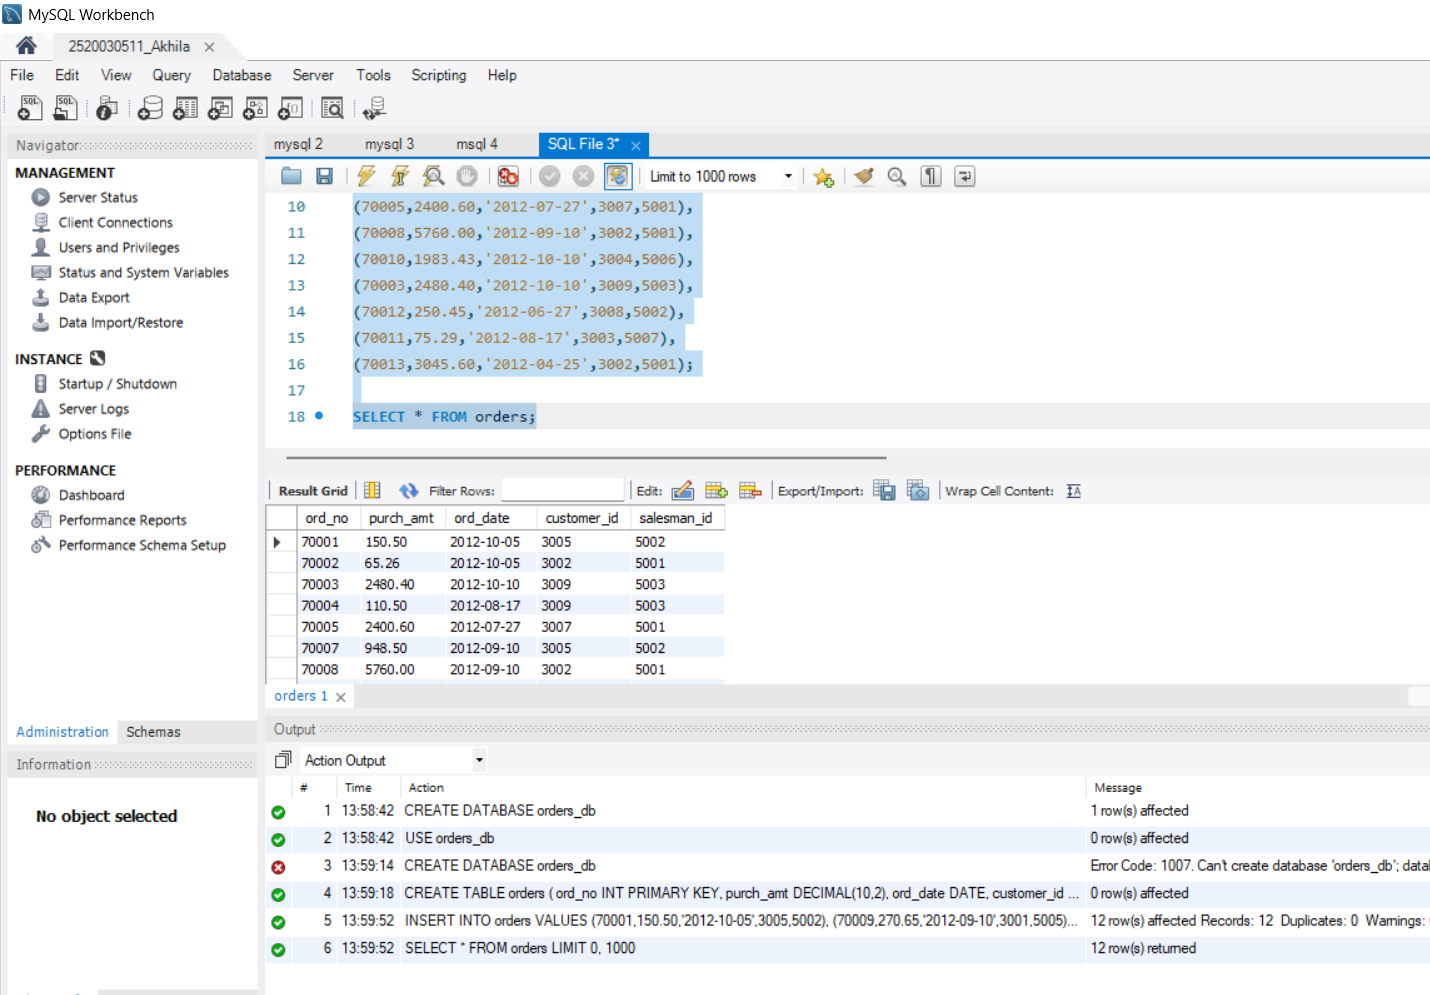 MySQL Workbench
2520030511_Akhila
File Edit View Query Database Server Tools Scripting Help
Navigator
MANAGEMENT
Server Status
Client Connections
Users and Privileges
Status and System Variables
Data Export
Data Import/Restore
INSTANCE
Startup / Shutdown
Server Logs
Options File
PERFORMANCE
Dashboard
Performance Reports
Performance Schema Setup
Administration Schemas
Information
No object selected
mysql 2 mysql 3 msql 4 SQL File 3*
Limit to 1000 rows
10 (70005,2400.60,'2012-07-27',3007,5001),
11 (70008,5760.00,'2012-09-10',3002,5001),
12 (70010,1983.43,'2012-10-10',3004,5006),
13 (70003,2480.40,'2012-10-10',3009,5003),
14 (70012,250.45,'2012-06-27',3008,5002),
15 (70011,75.29,'2012-08-17',3003,5007),
16 (70013,3045.60,'2012-04-25',3002,5001);
17
18 SELECT * FROM orders;
Result Grid Filter Rows: Edit: Export/Import: Wrap Cell Content:
ord_no purch_amt ord_date customer_id salesman_id
70001 150.50 2012-10-05 3005 5002
70002 65.26 2012-10-05 3002 5001
70003 2480.40 2012-10-10 3009 5003
70004 110.50 2012-08-17 3009 5003
70005 2400.60 2012-07-27 3007 5001
70007 948.50 2012-09-10 3005 5002
70008 5760.00 2012-09-10 3002 5001
orders 1
Output
Action Output
# Time Action Message
1 13:58:42 CREATE DATABASE orders_db 1 row(s) affected
2 13:58:42 USE orders_db 0 row(s) affected
3 13:59:14 CREATE DATABASE orders_db Error Code: 1007. Can't create database 'orders_db'; datal
4 13:59:18 CREATE TABLE orders ( ord_no INT PRIMARY KEY, purch_amt DECIMAL(10,2), ord_date DATE, customer_id ... 0 row(s) affected
5 13:59:52 INSERT INTO orders VALUES (70001,150.50,'2012-10-05',3005,5002), (70009,270.65,'2012-09-10',3001,5005)... 12 row(s) affected Records: 12 Duplicates: 0 Warnings:
6 13:59:52 SELECT * FROM orders LIMIT 0, 1000 12 row(s) returned